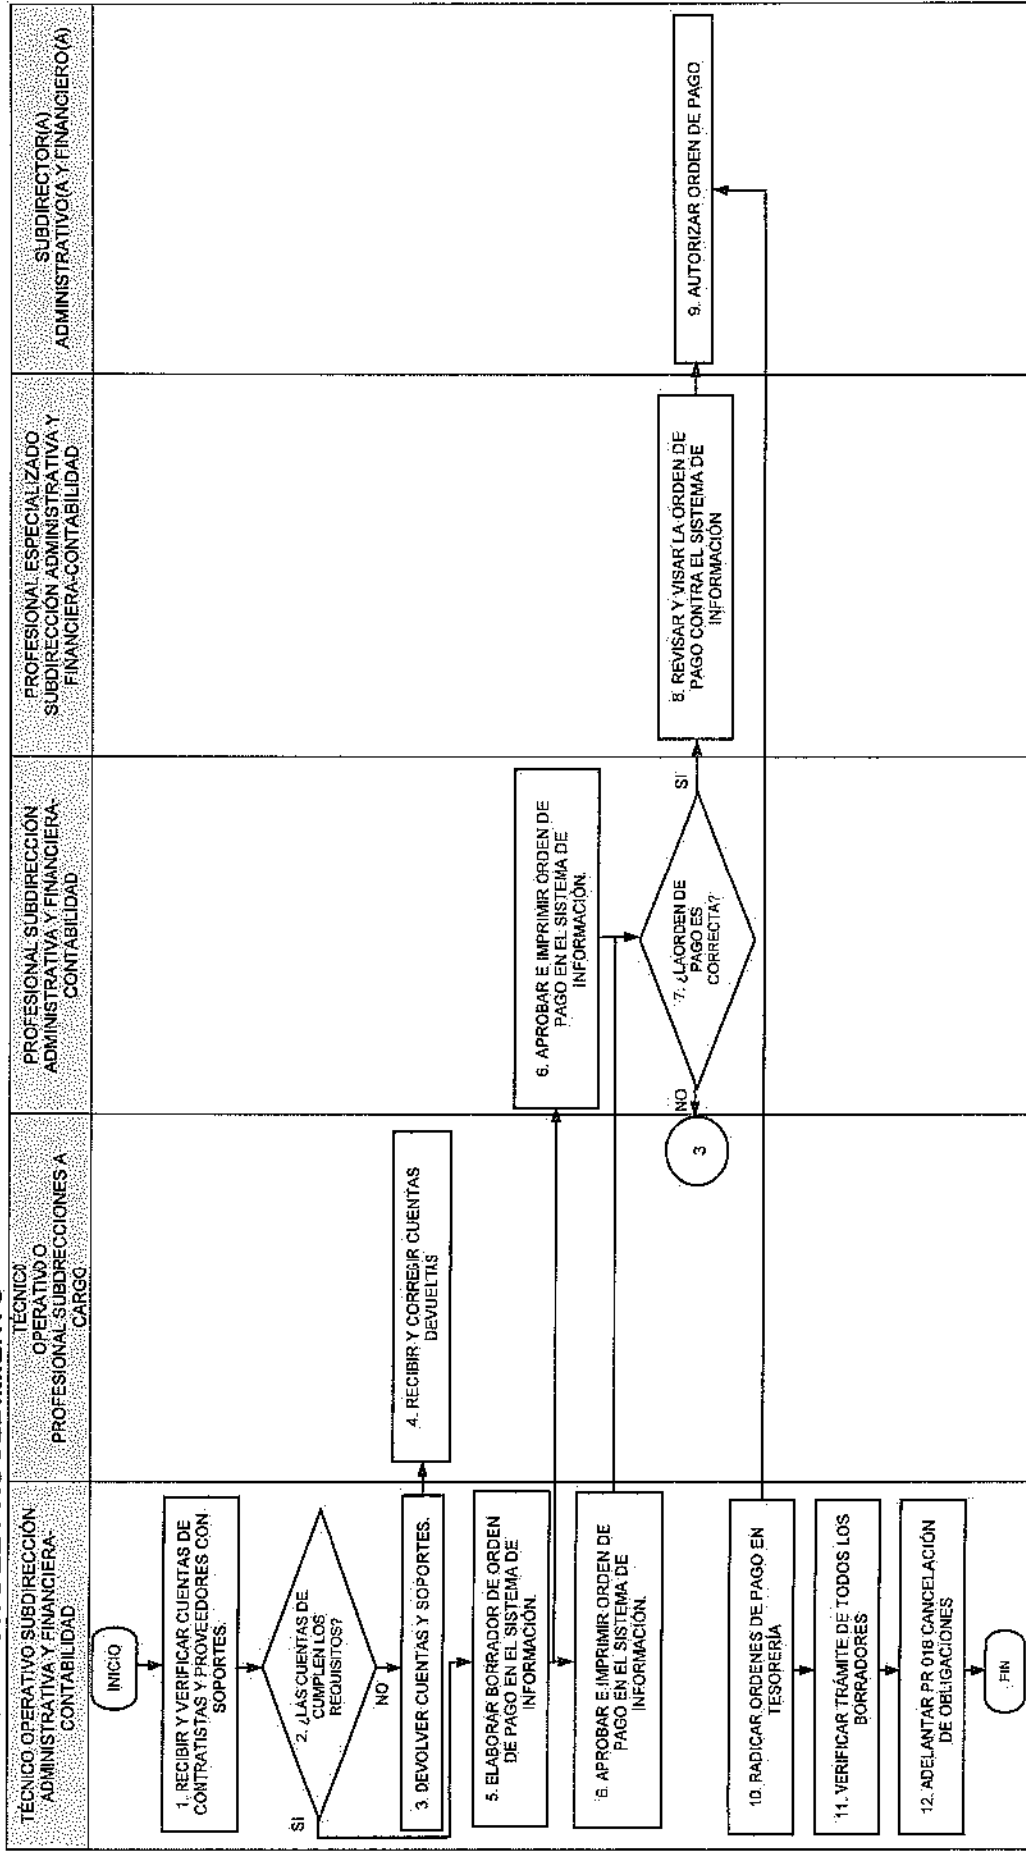 TÉCNICO OPERATIVO SUBDIRECCIÓN
ADMINISTRATIVA Y FINANCIERA-
CONTABILIDAD
TÉCNICO
OPERATIVO O
PROFESIONAL SUBDIRECCIONES A
CARGO
PROFESIONAL SUBDIRECCIÓN
ADMINISTRATIVA Y FINANCIERA-
CONTABILIDAD
PROFESIONAL ESPECIALIZADO
SUBDIRECCIÓN ADMINISTRATIVA Y
FINANCIERA-CONTABILIDAD
SUBDIRECTOR(A)
ADMINISTRATIVO(A Y FINANCIERO(A)
INICIO
1. RECIBIR Y VERIFICAR CUENTAS DE
CONTRATISTAS Y PROVEEDORES CON
SOPORTES.
2. ¿LAS CUENTAS DE
CUMPLEN LOS
REQUISITOS?
SI
NO
3. DEVOLVER CUENTAS Y SOPORTES.
4. RECIBIR Y CORREGIR CUENTAS
DEVUELTAS
5. ELABORAR BORRADOR DE ORDEN
DE PAGO EN EL SISTEMA DE
INFORMACIÓN.
6. APROBAR E IMPRIMIR ORDEN DE
PAGO EN EL SISTEMA DE
INFORMACIÓN.
6. APROBAR E IMPRIMIR ORDEN DE
PAGO EN EL SISTEMA DE
INFORMACIÓN.
7. ¿LAORDEN DE
PAGO ES
CORRECTA?
NO
SI
3
8. REVISAR Y VISAR LA ORDEN DE
PAGO CONTRA EL SISTEMA DE
INFORMACIÓN
9. AUTORIZAR ORDEN DE PAGO
10. RADICAR ORDENES DE PAGO EN
TESORERÍA
11. VERIFICAR TRÁMITE DE TODOS LOS
BORRADORES
12. ADELANTAR PR 018 CANCELACIÓN
DE OBLIGACIONES
FIN